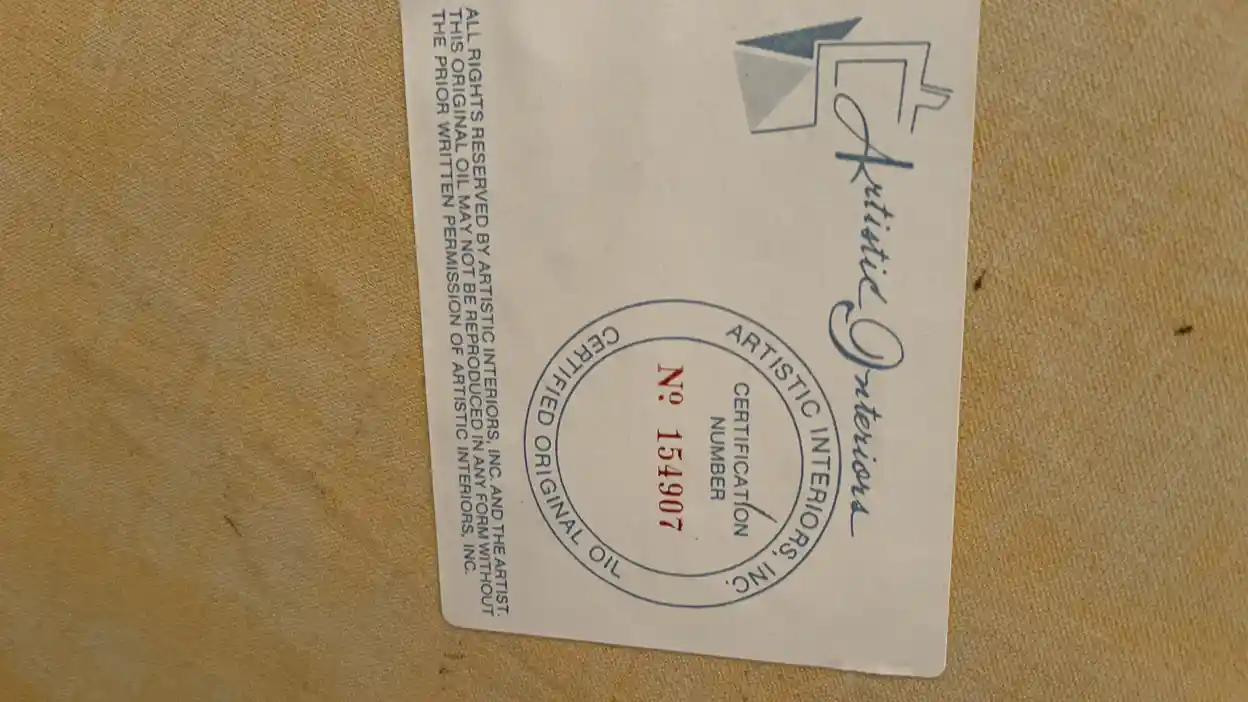 Artistic Interiors
ARTISTIC INTERIORS, INC.
CERTIFICATION
NUMBER
Nº 154907
CERTIFIED ORIGINAL OIL
ALL RIGHTS RESERVED BY ARTISTIC INTERIORS, INC. AND THE ARTIST.
THIS ORIGINAL OIL MAY NOT BE REPRODUCED IN ANY FORM WITHOUT
THE PRIOR WRITTEN PERMISSION OF ARTISTIC INTERIORS, INC.